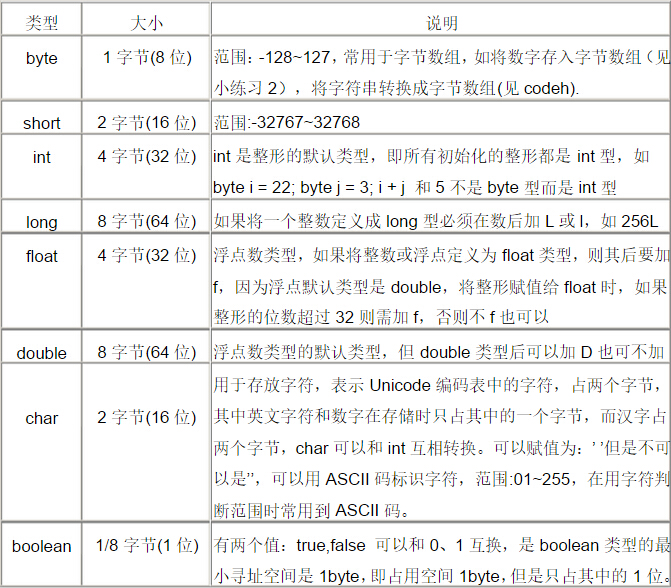 类型 大小 说明
byte 1 字节(8 位) 范围：-128~127，常用于字节数组，如将数字存入字节数组（见
小练习 2），将字符串转换成字节数组(见 codeh).
short 2 字节(16 位) 范围:-32767~32768
int 4 字节(32 位) int 是整形的默认类型，即所有初始化的整形都是 int 型，如
byte i = 22; byte j = 3; i + j 和 5 不是 byte 型而是 int 型
long 8 字节(64 位) 如果将一个整数定义成 long 型必须在数后加 L 或 l，如 256L
float 4 字节(32 位) 浮点数类型，如果将整数或浮点定义为 float 类型，则其后要加
f，因为浮点默认类型是 double，将整形赋值给 float 时，如果
整形的位数超过 32 则需加 f，否则不 f 也可以
double 8 字节(64 位) 浮点数类型的默认类型，但 double 类型后可以加 D 也可不加
用于存放字符，表示 Unicode 编码表中的字符，占两个字节，
其中英文字符和数字在存储时只占其中的一个字节，而汉字占
char 2 字节(16 位) 两个字节，char 可以和 int 互相转换。可以赋值为：’ ’但是不可
以是’’，可以用 ASCII 码标识字符，范围:01~255，在用字符判
断范围时常用到 ASCII 码。
boolean 1/8 字节(1 位) 有两个值：true,false 可以和 0、1 互换，是 boolean 类型的最
小寻址空间是 1byte，即占用空间 1byte，但是只占其中的 1 位。